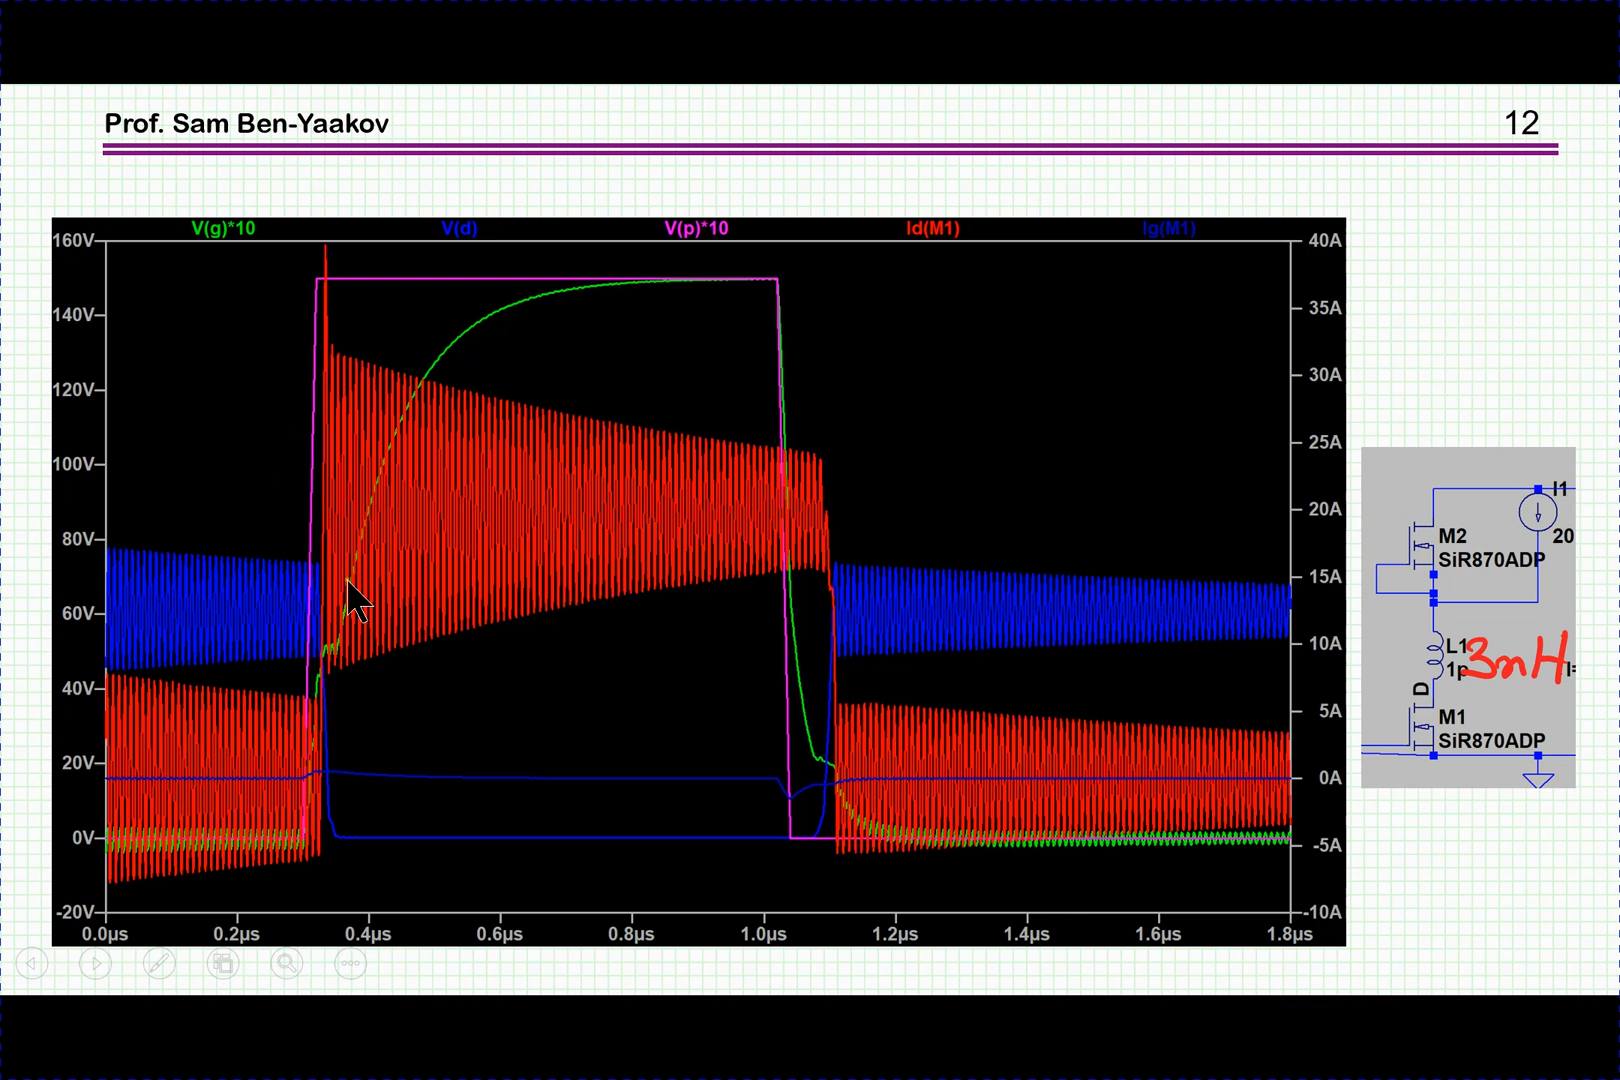 Prof. Sam Ben-Yaakov
12
V(g)*10 V(d) V(p)*10 Id(M1) Ig(M1)
160V 40A
140V 35A
120V 30A
100V 25A
80V 20A
60V 15A
40V 10A
20V 5A
0V 0A
-20V -5A
-10A
0.0µs 0.2µs 0.4µs 0.6µs 0.8µs 1.0µs 1.2µs 1.4µs 1.6µs 1.8µs
I1
M2 20
SiR870ADP
L1 3nH
1p
D
M1
SiR870ADP